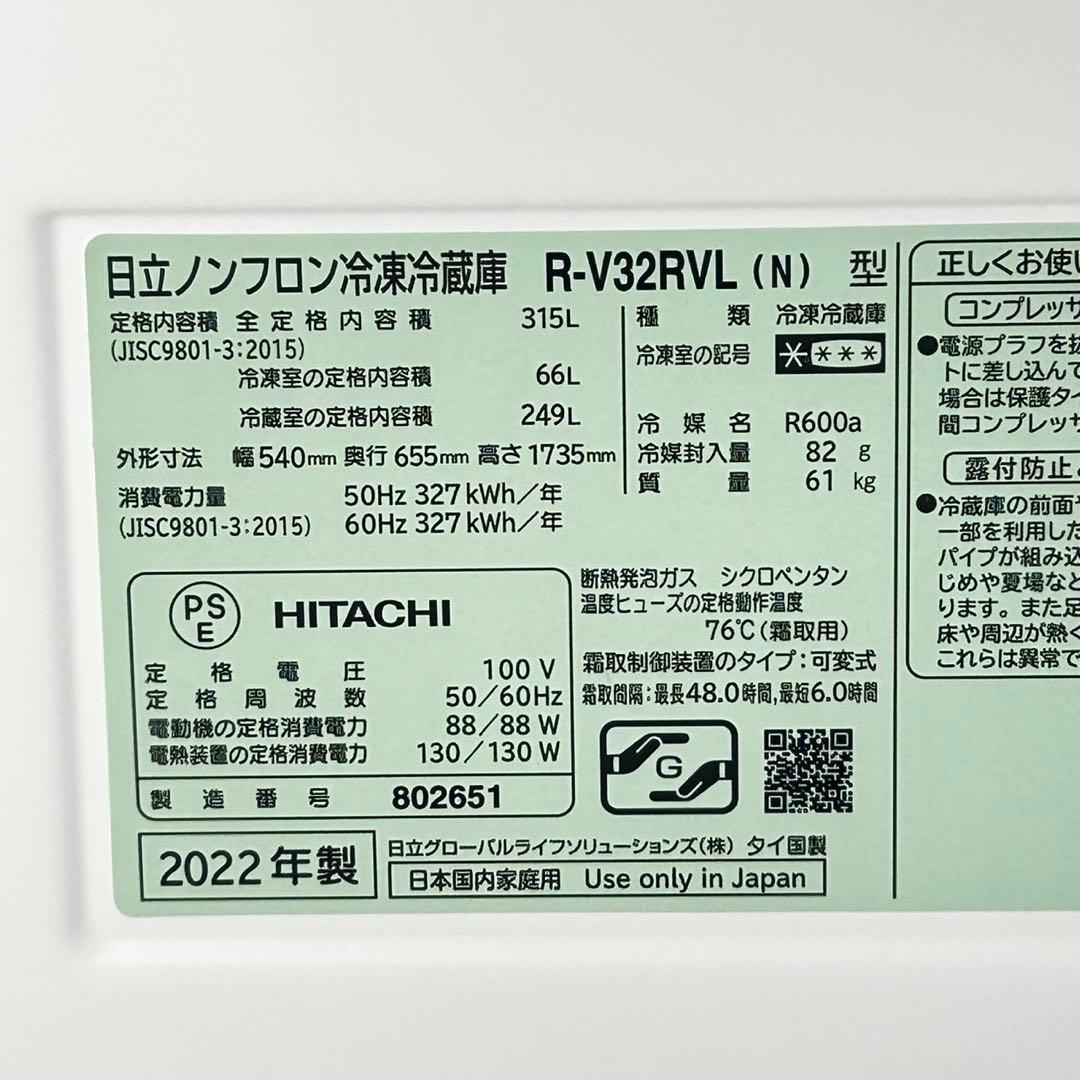 日立ノンフロン冷凍冷蔵庫 R-V32RVL (N) 型
定格内容積 全定格内容積 315L
(JISC9801-3:2015)
冷凍室の定格内容積 66L
冷蔵室の定格内容積 249L
外形寸法 幅540mm 奥行655mm 高さ1735mm
消費電力量 50Hz 327kWh/年
(JISC9801-3:2015) 60Hz 327kWh/年
種類 冷凍冷蔵庫
冷凍室の記号 ****
冷媒名 R600a
冷媒封入量 82 g
質量 61 kg
PS
E
HITACHI
定格電圧 100 V
定格周波数 50/60Hz
電動機の定格消費電力 88/88 W
電熱装置の定格消費電力 130/130 W
製造番号 802651
断熱発泡ガス シクロペンタン
温度ヒューズの定格動作温度
76℃(霜取用)
霜取制御装置のタイプ:可変式
霜取間隔:最長48.0時間,最短6.0時間
G
2022年製
日立グローバルライフソリューションズ(株) タイ国製
日本国内家庭用 Use only in Japan
正しくお使い
コンプレッサ
●電源プラフを抜
トに差し込んで
場合は保護タイ
間コンプレッサ
露付防止
●冷蔵庫の前面や
一部を利用した
パイプが組み込
じめや夏場など
ります。また足
床や周辺が熱く
これらは異常で